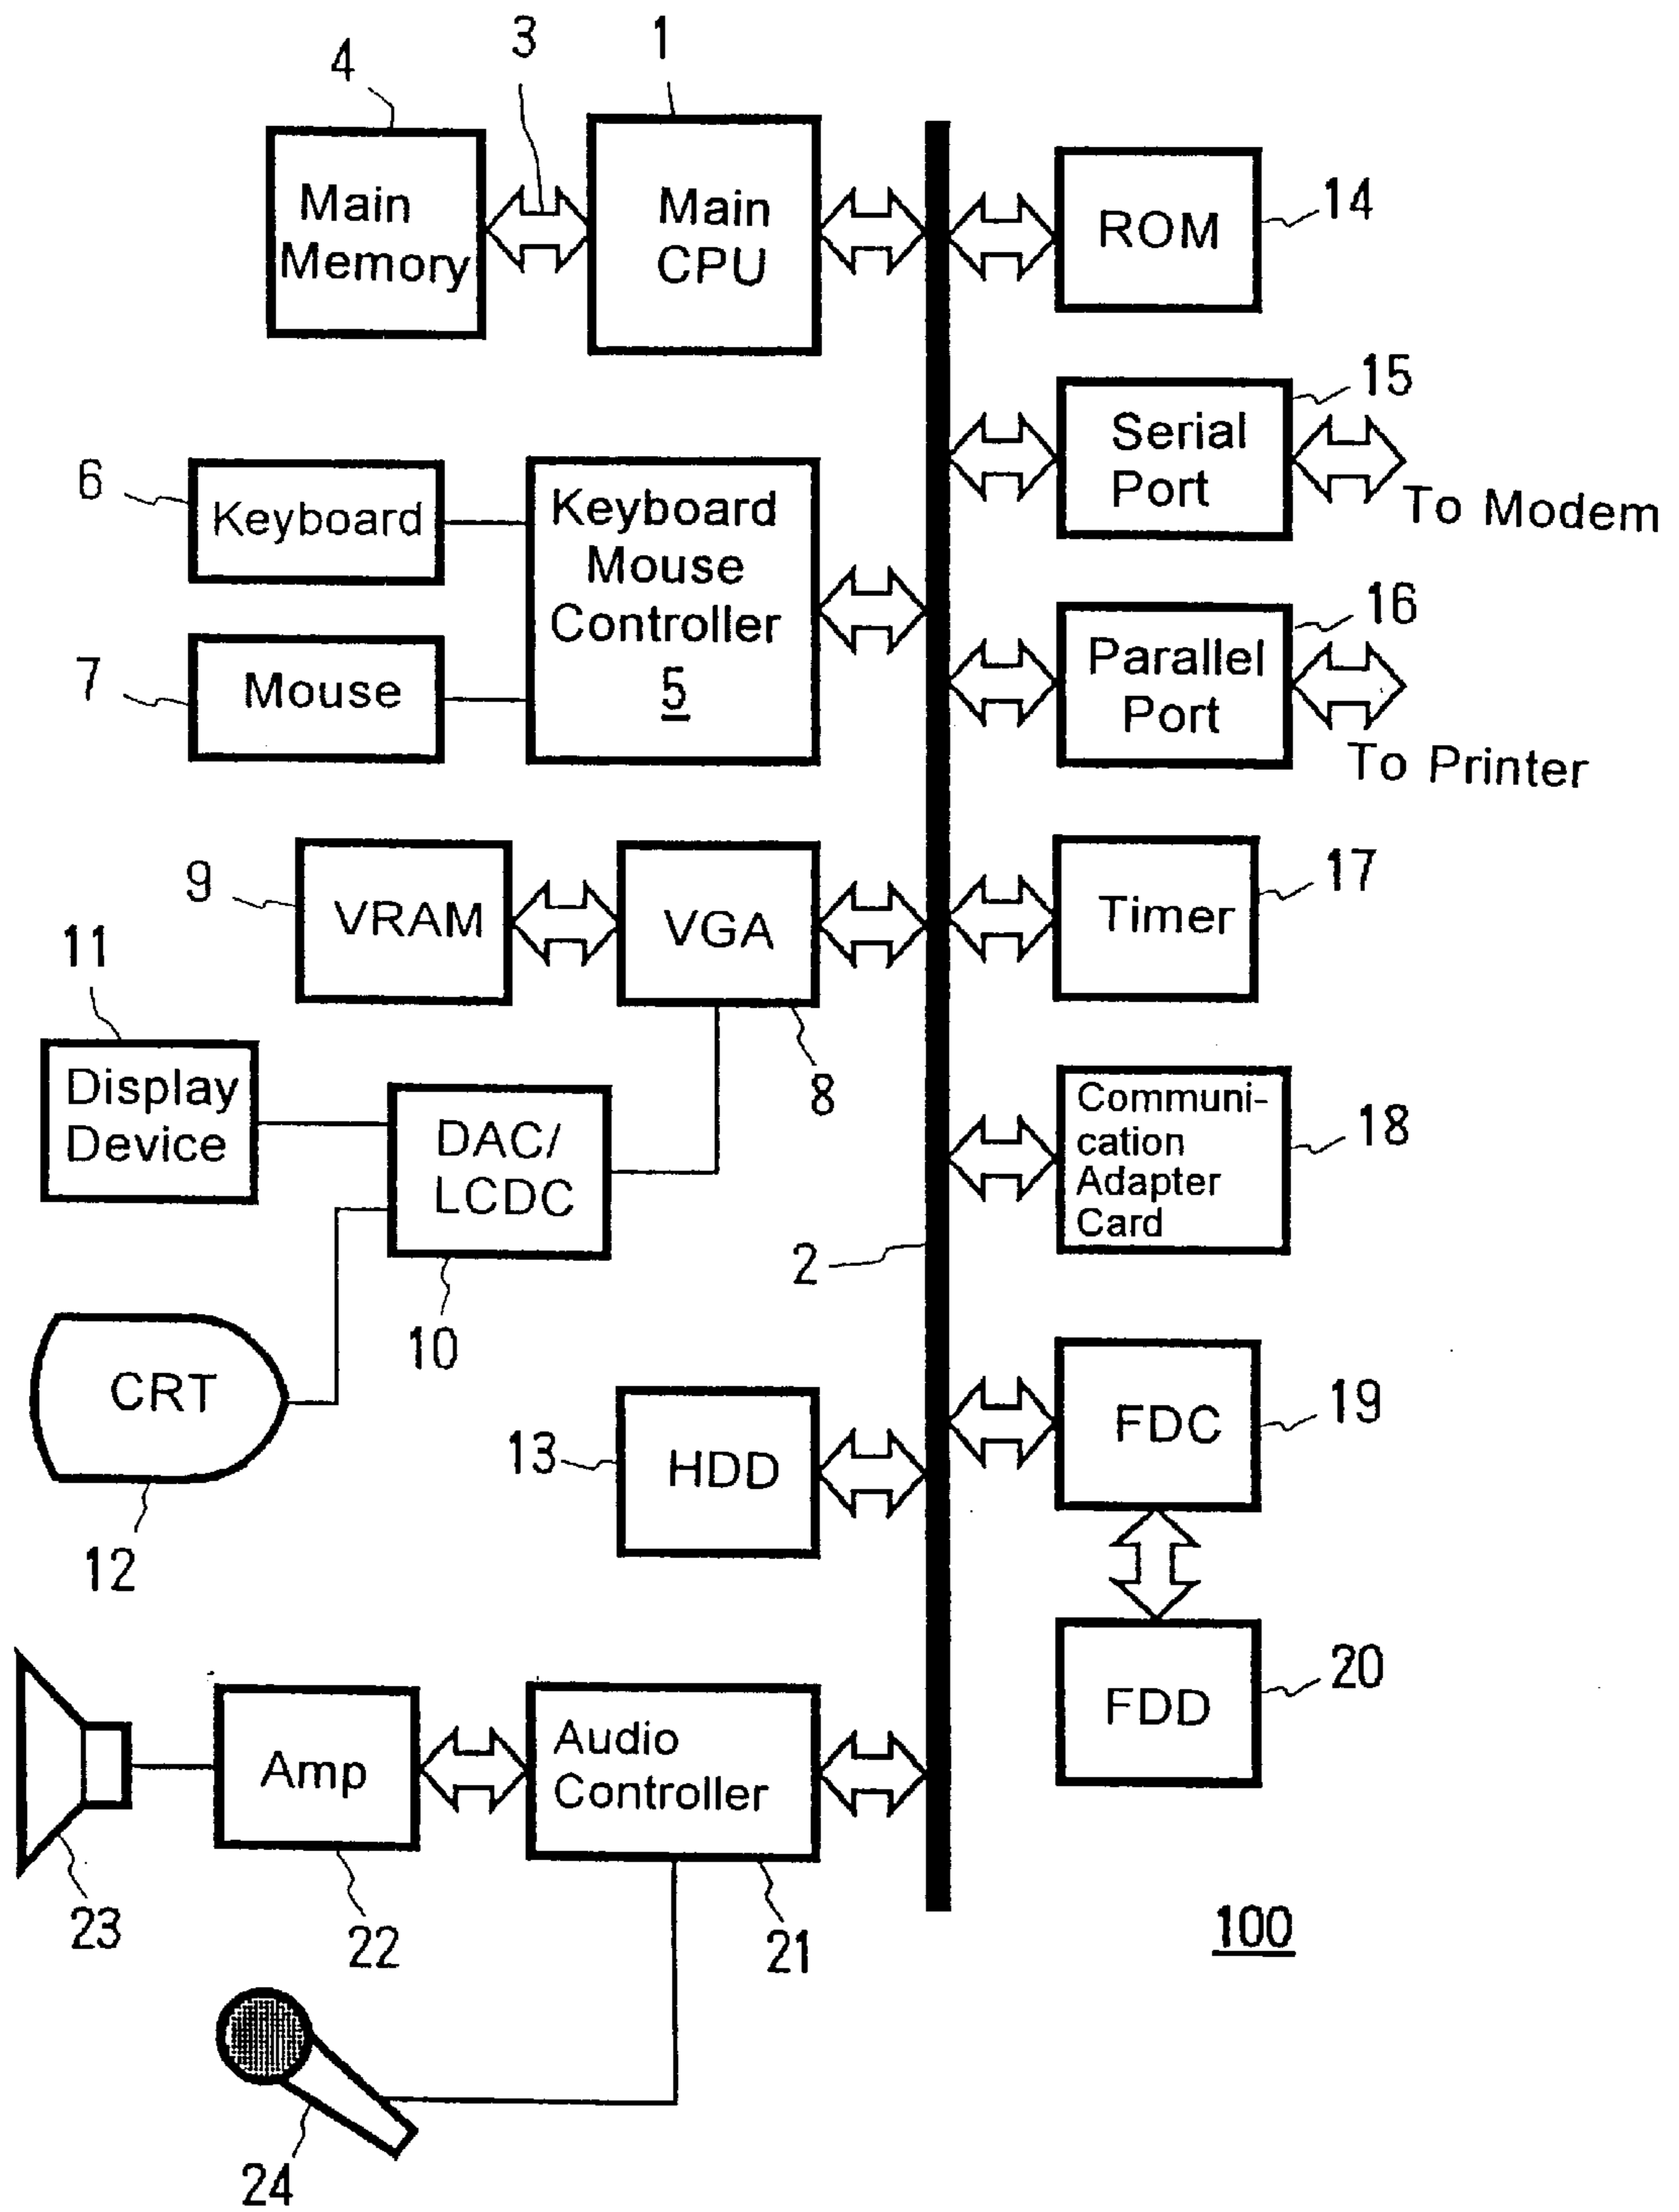 3
1
4
Main
Memory
Main
CPU
ROM
14
15
Serial
Port
To Modem
6
Keyboard
Keyboard
Mouse
Controller
5
7
Mouse
16
Parallel
Port
To Printer
9
VRAM
VGA
8
Timer
17
11
Display
Device
DAC/
LCDC
10
Communi-
cation
Adapter
Card
18
2
CRT
12
13
HDD
FDC
19
FDD
20
23
Amp
22
Audio
Controller
21
24
100